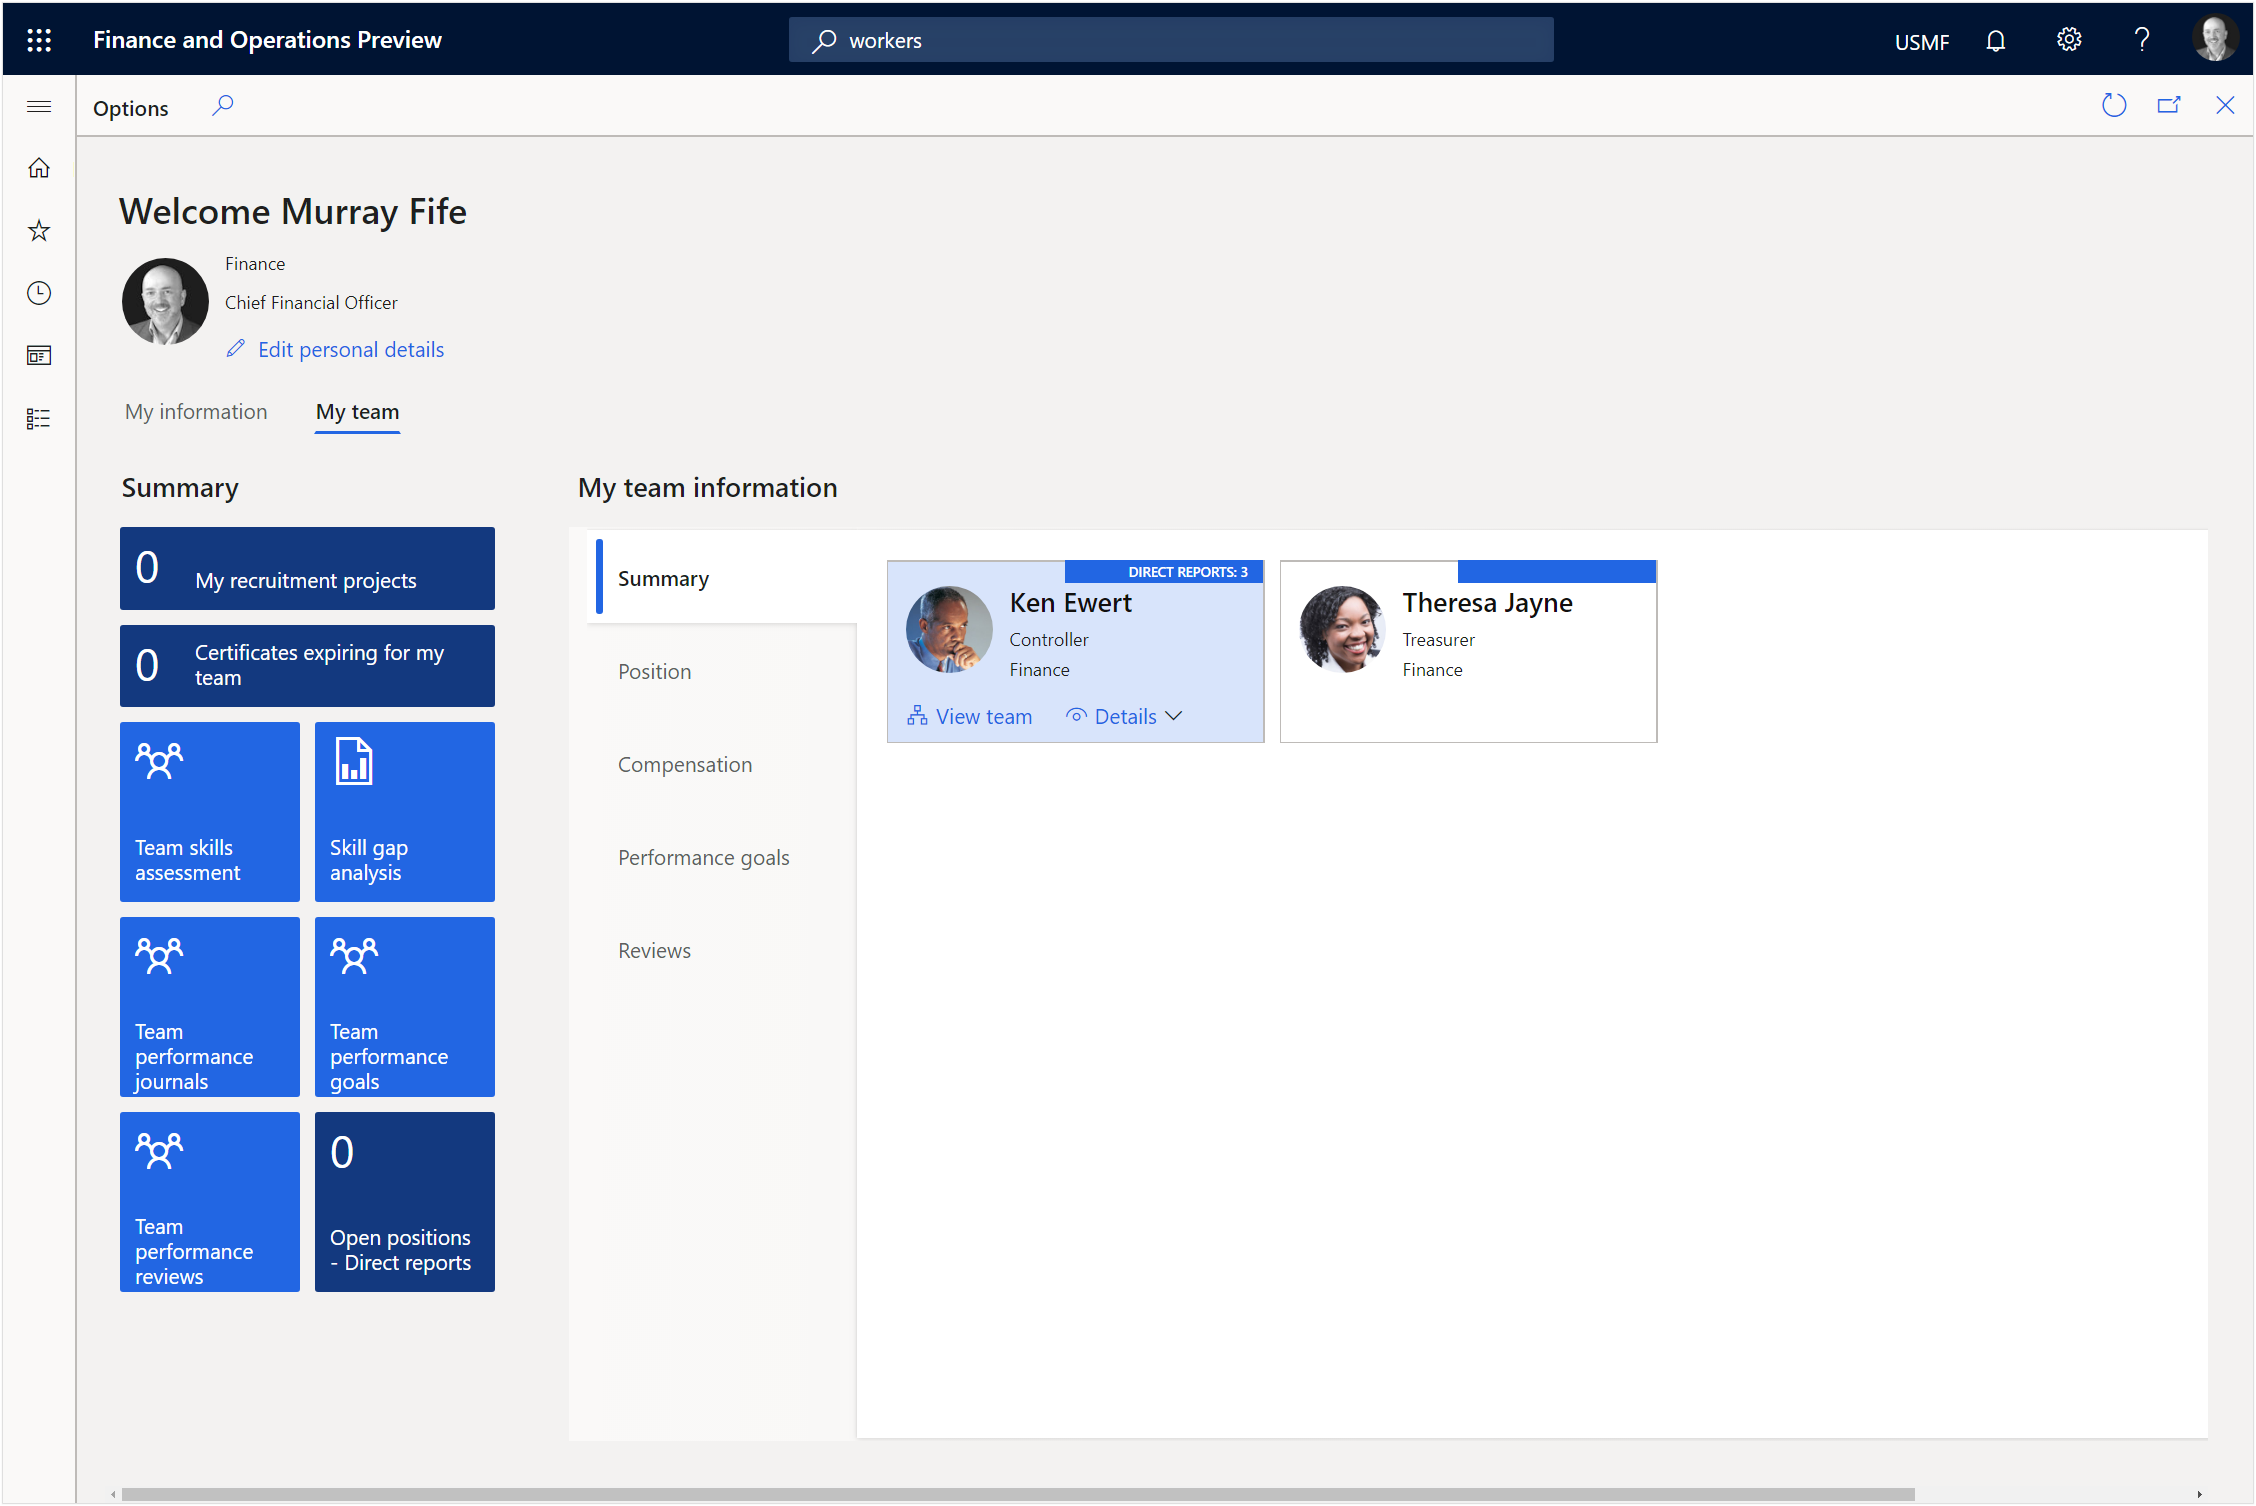 Finance and Operations Preview
workers
USMF
Options
Welcome Murray Fife
Finance
Chief Financial Officer
Edit personal details
My information
My team
Summary
0
My recruitment projects
0
Certificates expiring for my
team
Team skills
assessment
Skill gap
analysis
Team
performance
journals
Team
performance
goals
Team
performance
reviews
0
Open positions
- Direct reports
My team information
Summary
Position
Compensation
Performance goals
Reviews
DIRECT REPORTS: 3
Ken Ewert
Controller
Finance
View team
Details
Theresa Jayne
Treasurer
Finance